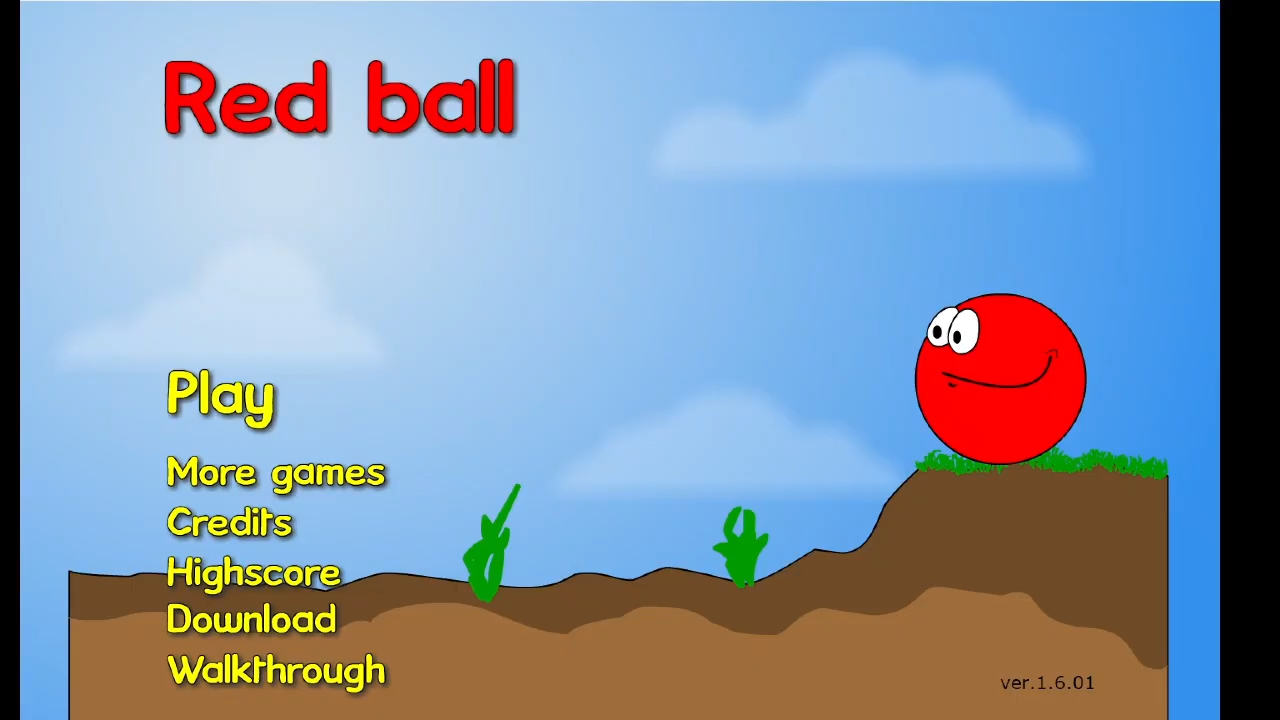 Red ball
Play
More games
Credits
Highscore
Download
Walkthrough
ver.1.6.01